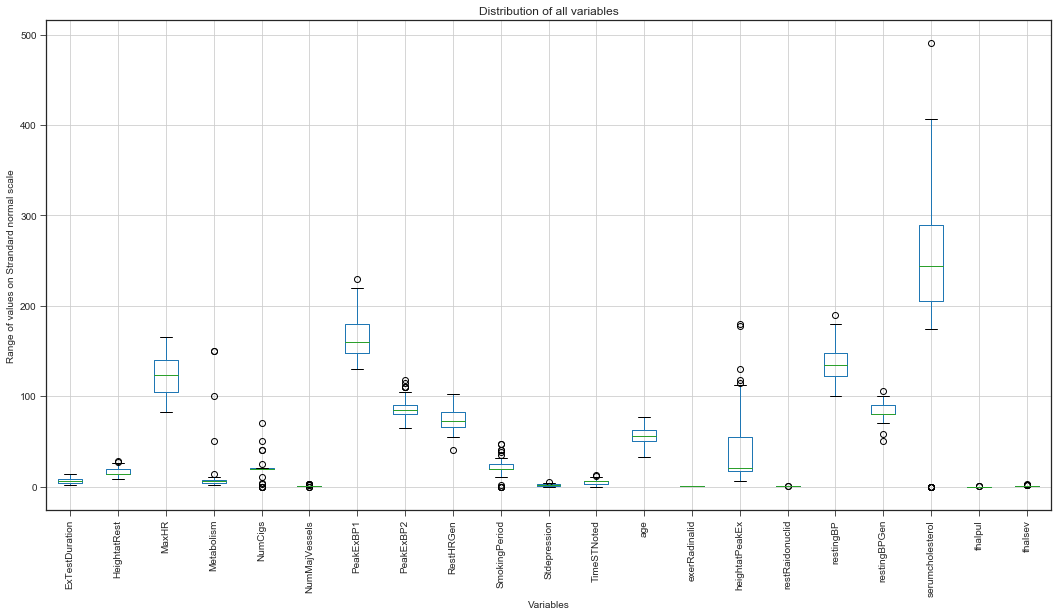 Distribution of all variables
Range of values on Strandard normal scale
500
400
300
200
100
0
ExTestDuration
HeightatRest
MaxHR
Metabolism
NumCigs
NumMajVessels
PeakExBP1
PeakExBP2
RestHRGen
SmokingPeriod
Stdepression
TimeSTNoted
age
exerRadinalid
heightatPeakEx
restRaidonuclid
restingBP
restingBPGen
serumcholesterol
thalpul
thalsev
Variables